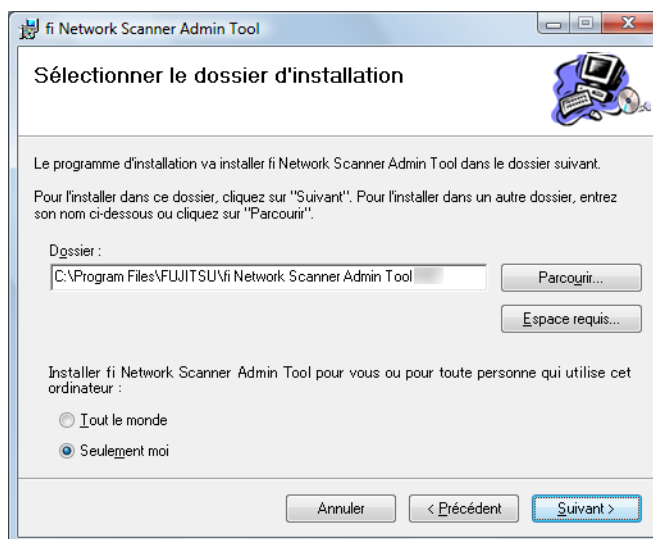 fi Network Scanner Admin Tool
Sélectionner le dossier d'installation
Le programme d'installation va installer fi Network Scanner Admin Tool dans le dossier suivant.
Pour l'installer dans ce dossier, cliquez sur "Suivant". Pour l'installer dans un autre dossier, entrez
son nom ci-dessous ou cliquez sur "Parcourir".
Dossier :
C:\Program Files\FUJITSU\fi Network Scanner Admin Tool
Parcourir...
Espace requis...
Installer fi Network Scanner Admin Tool pour vous ou pour toute personne qui utilise cet
ordinateur :
Tout le monde
Seulement moi
Annuler
< Précédent
Suivant >